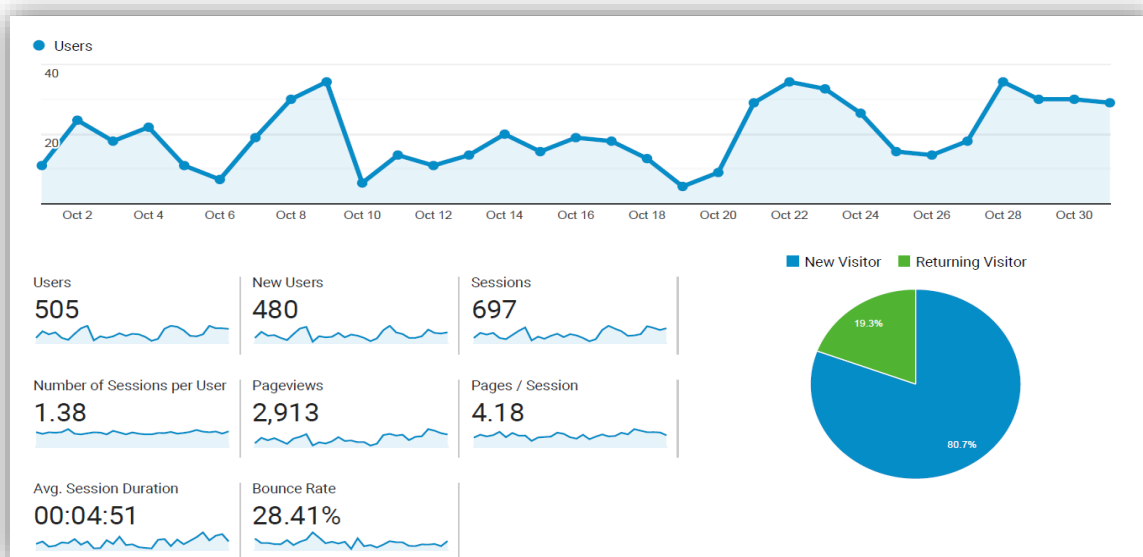 Users
40
20
Oct 2 Oct 4 Oct 6 Oct 8 Oct 10 Oct 12 Oct 14 Oct 16 Oct 18 Oct 20 Oct 22 Oct 24 Oct 26 Oct 28 Oct 30
New Visitor Returning Visitor
Users New Users Sessions
505 480 697
19.3%
Number of Sessions per User Pageviews Pages / Session
1.38 2,913 4.18
80.7%
Avg. Session Duration Bounce Rate
00:04:51 28.41%